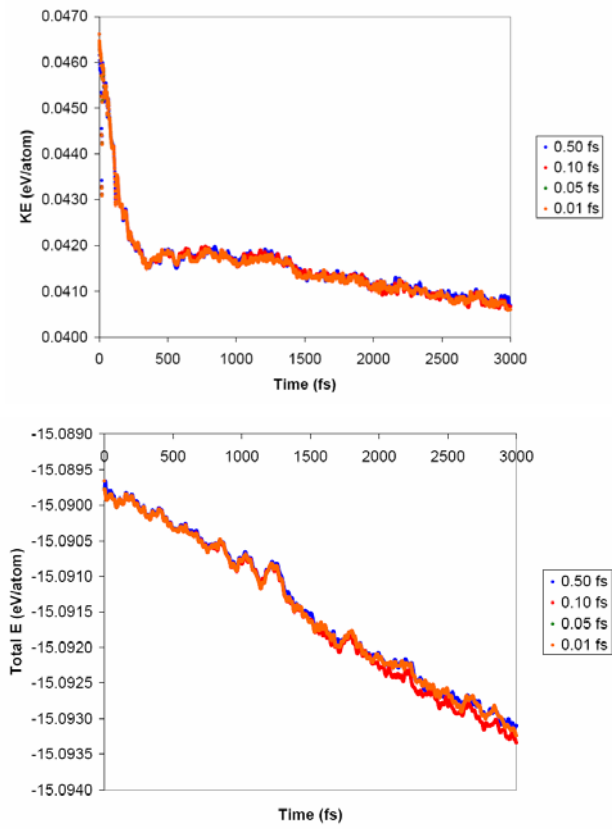 0.0470
0.0460
0.0450
0.0440
0.0430
0.0420
0.0410
0.0400
KE (eV/atom)
0 500 1000 1500 2000 2500 3000
Time (fs)
0.50 fs
0.10 fs
0.05 fs
0.01 fs
-15.0890
-15.0895
-15.0900
-15.0905
-15.0910
-15.0915
-15.0920
-15.0925
-15.0930
-15.0935
-15.0940
Total E (eV/atom)
0 500 1000 1500 2000 2500 3000
Time (fs)
0.50 fs
0.10 fs
0.05 fs
0.01 fs